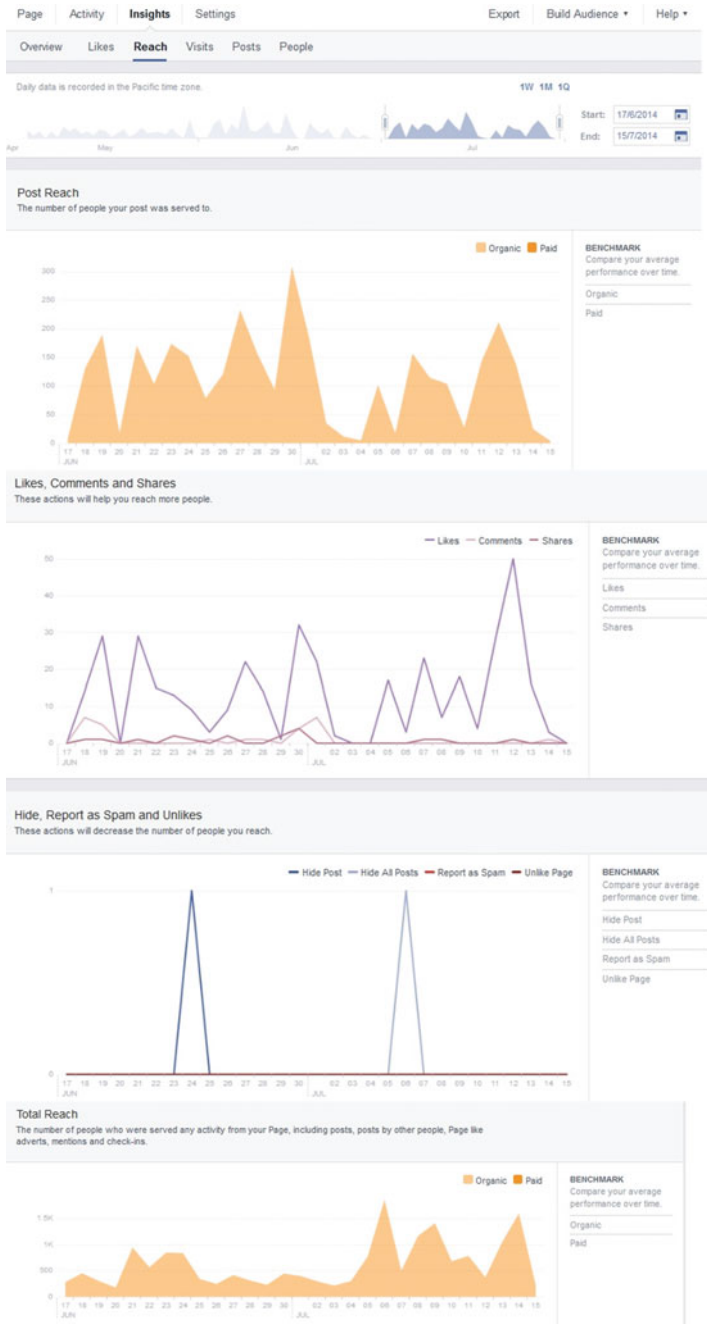 Page Activity Insights Settings Export Build Audience Help
Overview Likes Reach Visits Posts People
Daily data is recorded in the Pacific time zone. 1W 1M 1Q
Start: 17/6/2014
End: 15/7/2014
Apr May Jun Jul
Post Reach
The number of people your post was served to.
Organic Paid
BENCHMARK
Compare your average
performance over time.
Organic
Paid
300
250
200
150
100
50
0
17 18 19 20 21 22 23 24 25 26 27 28 29 30 02 03 04 05 06 07 08 09 10 11 12 13 14 15
JUN JUL
Likes, Comments and Shares
These actions will help you reach more people.
Likes Comments Shares
BENCHMARK
Compare your average
performance over time.
Likes
Comments
Shares
50
40
30
20
10
0
17 18 19 20 21 22 23 24 25 26 27 28 29 30 02 03 04 05 06 07 08 09 10 11 12 13 14 15
JUN JUL
Hide, Report as Spam and Unlikes
These actions will decrease the number of people you reach.
Hide Post Hide All Posts Report as Spam Unlike Page
BENCHMARK
Compare your average
performance over time.
Hide Post
Hide All Posts
Report as Spam
Unlike Page
1
0
17 18 19 20 21 22 23 24 25 26 27 28 29 30 02 03 04 05 06 07 08 09 10 11 12 13 14 15
JUN JUL
Total Reach
The number of people who were served any activity from your Page, including posts, posts by other people, Page like
adverts, mentions and check-ins.
Organic Paid
BENCHMARK
Compare your average
performance over time.
Organic
Paid
1.5K
1K
500
0
17 18 19 20 21 22 23 24 25 26 27 28 29 30 02 03 04 05 06 07 08 09 10 11 12 13 14 15
JUN JUL